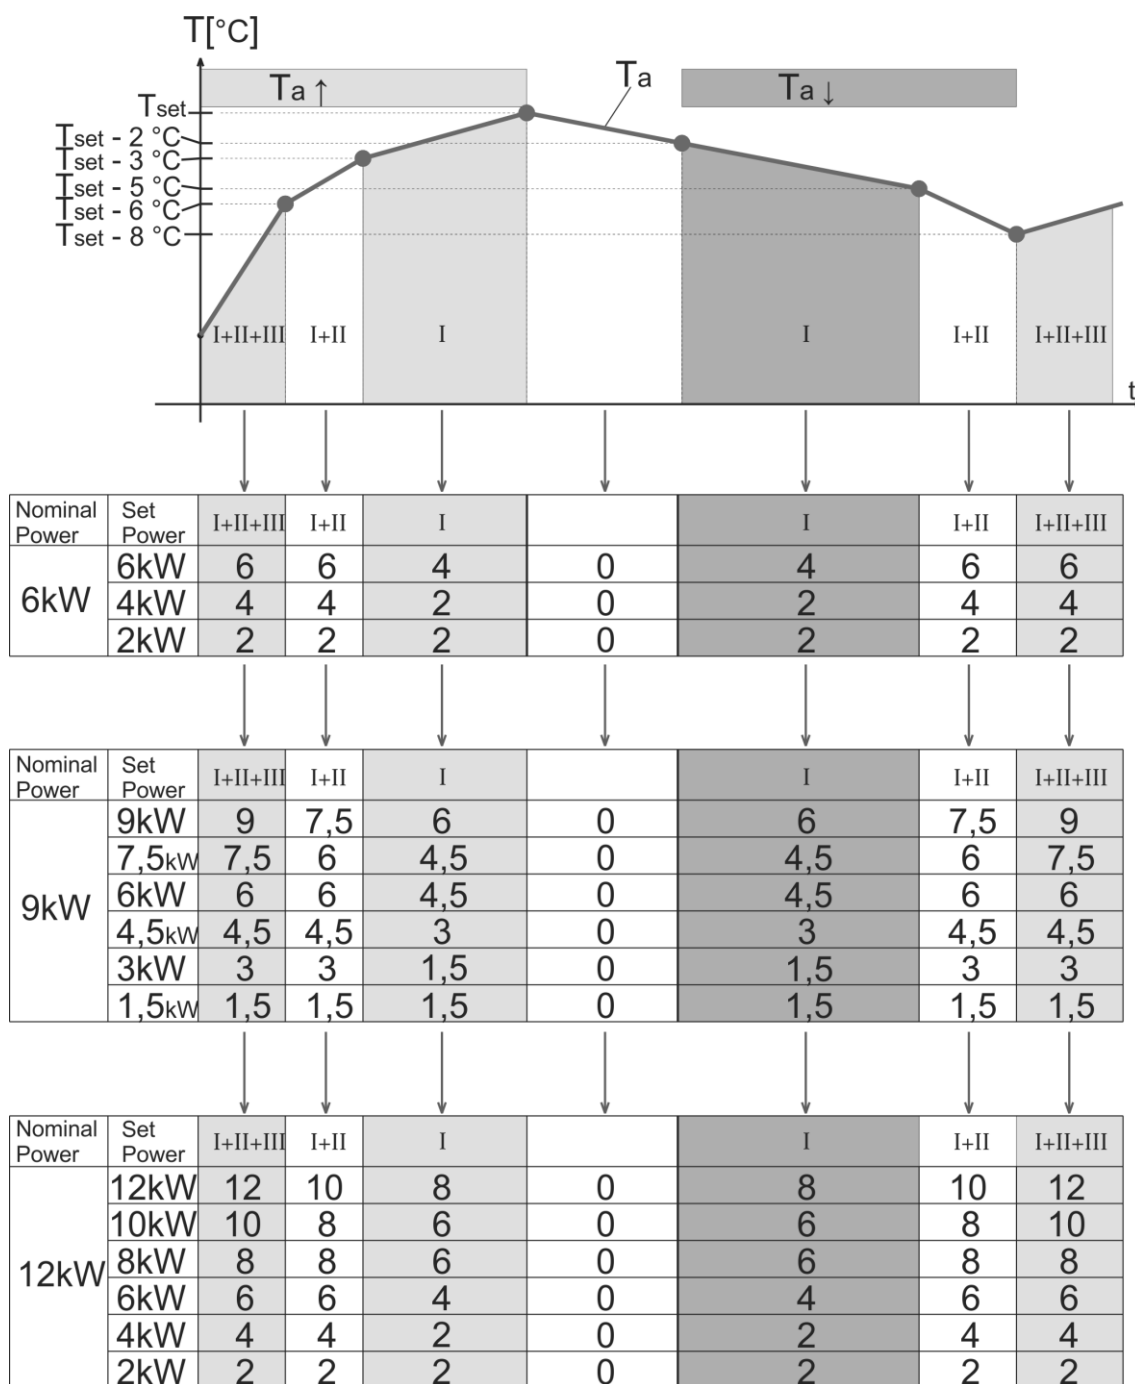 T[°C]
Ta ↑
Ta
Ta ↓
Tset
Tset - 2 °C
Tset - 3 °C
Tset - 5 °C
Tset - 6 °C
Tset - 8 °C
I+II+III I+II I I I+II I+II+III
t
Nominal Power Set Power I+II+III I+II I I I+II I+II+III
6kW
6kW 6 6 4 0 4 6 6
4kW 4 4 2 0 2 4 4
2kW 2 2 2 0 2 2 2
Nominal Power Set Power I+II+III I+II I I I+II I+II+III
9kW
9kW 9 7,5 6 0 6 7,5 9
7,5kW 7,5 6 4,5 0 4,5 6 7,5
6kW 6 6 4,5 0 4,5 6 6
4,5kW 4,5 4,5 3 0 3 4,5 4,5
3kW 3 3 1,5 0 1,5 3 3
1,5kW 1,5 1,5 1,5 0 1,5 1,5 1,5
Nominal Power Set Power I+II+III I+II I I I+II I+II+III
12kW
12kW 12 10 8 0 8 10 12
10kW 10 8 6 0 6 8 10
8kW 8 8 6 0 6 8 8
6kW 6 6 4 0 4 6 6
4kW 4 4 2 0 2 4 4
2kW 2 2 2 0 2 2 2